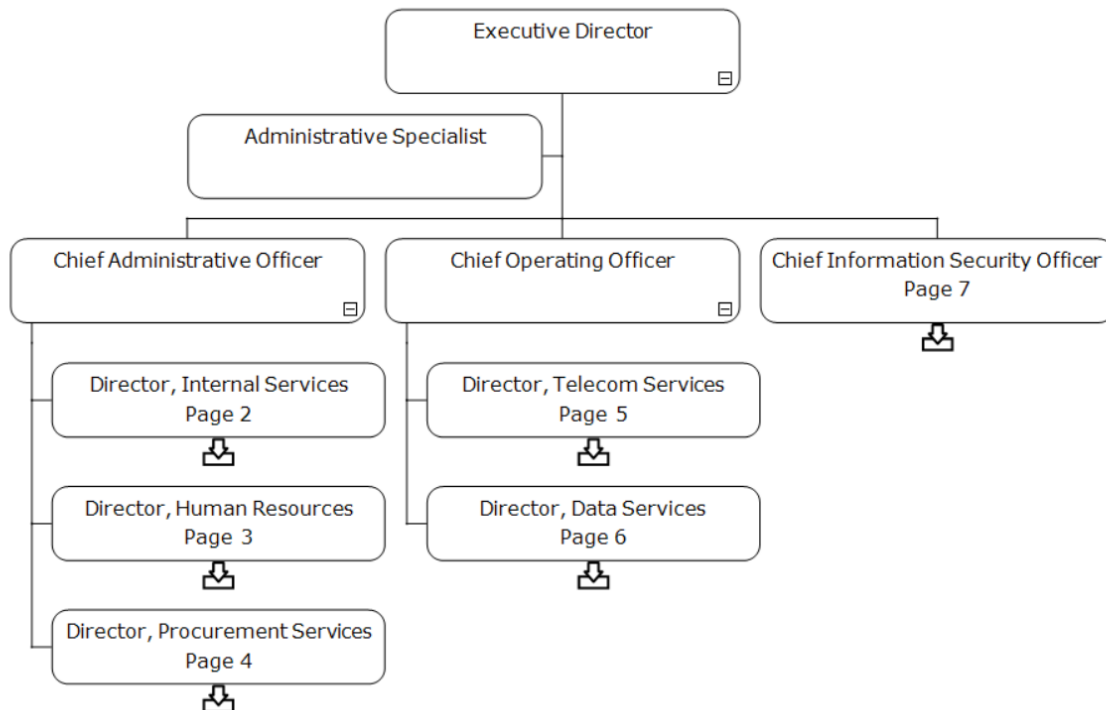 Executive Director
Administrative Specialist
Chief Administrative Officer
Chief Operating Officer
Chief Information Security Officer
Page 7
Director, Internal Services
Page 2
Director, Telecom Services
Page 5
Director, Human Resources
Page 3
Director, Data Services
Page 6
Director, Procurement Services
Page 4